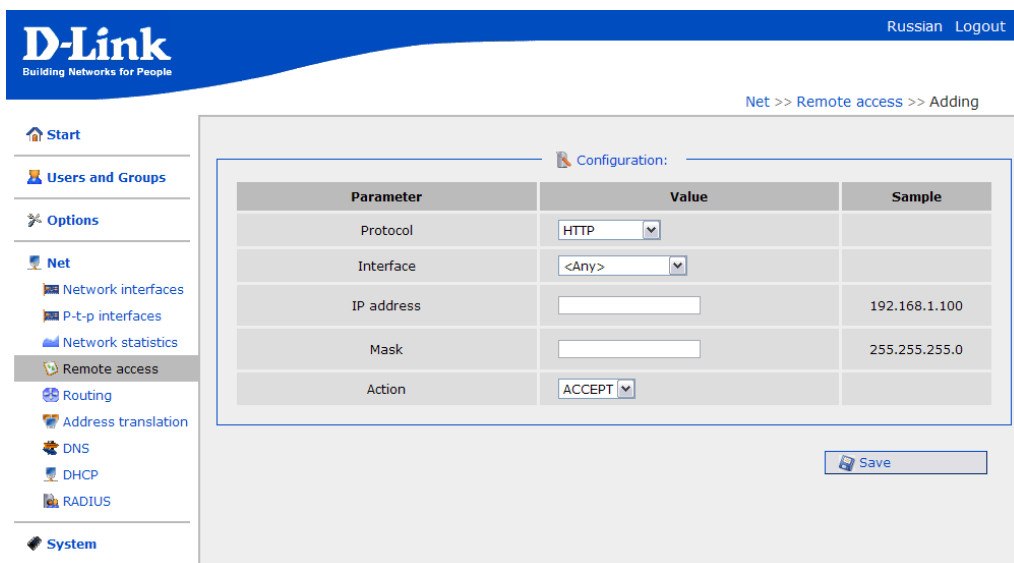 Russian Logout
D-Link
Building Networks for People
Net >> Remote access >> Adding
Start
Users and Groups
Options
Net
Network interfaces
P-t-p interfaces
Network statistics
Remote access
Routing
Address translation
DNS
DHCP
RADIUS
System
Configuration:
Parameter Value Sample
Protocol HTTP
Interface <Any>
IP address 192.168.1.100
Mask 255.255.255.0
Action ACCEPT
Save